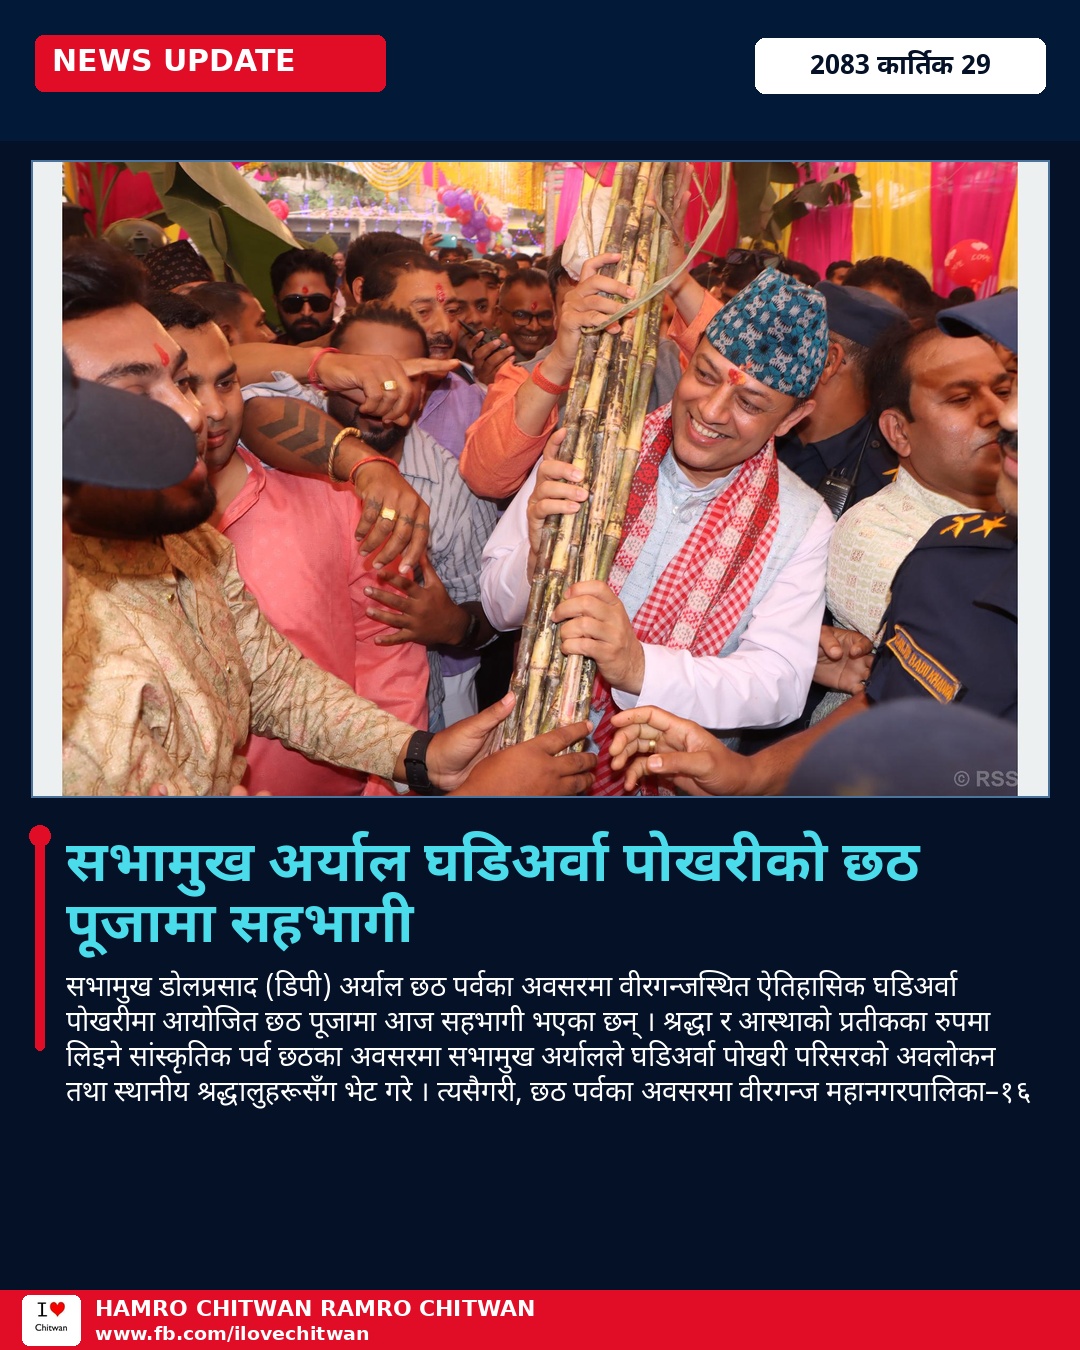 NEWS UPDATE
2083 कार्तिक 29
LOVE
© RSS
सभामुख अर्याल घडिअर्वा पोखरीको छठ
पूजामा सहभागी
सभामुख डोलप्रसाद (डिपी) अर्याल छठ पर्वका अवसरमा वीरगन्जस्थित ऐतिहासिक घडिअर्वा
पोखरीमा आयोजित छठ पूजामा आज सहभागी भएका छन् । श्रद्धा र आस्थाको प्रतीकका रुपमा
लिइने सांस्कृतिक पर्व छठका अवसरमा सभामुख अर्यालले घडिअर्वा पोखरी परिसरको अवलोकन
तथा स्थानीय श्रद्धालुहरूसँग भेट गरे । त्यसैगरी, छठ पर्वका अवसरमा वीरगन्ज महानगरपालिका–१६
I ♥
Chitwan
HAMRO CHITWAN RAMRO CHITWAN
www.fb.com/ilovechitwan